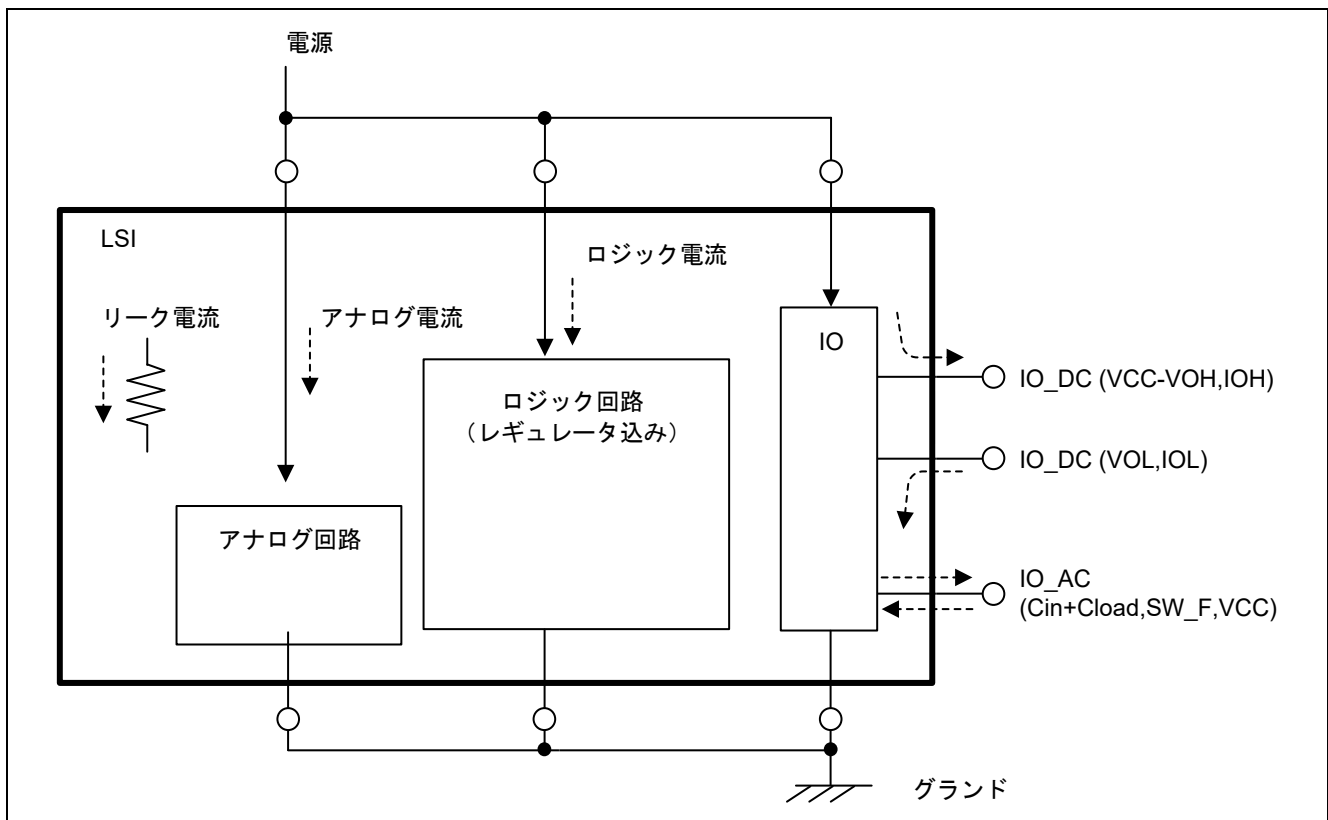 電源
LSI
ロジック電流
リーク電流
アナログ電流
IO
IO_DC (VCC-VOH,IOH)
ロジック回路
（レギュレータ込み）
IO_DC (VOL,IOL)
アナログ回路
IO_AC
(Cin+Cload,SW_F,VCC)
グランド